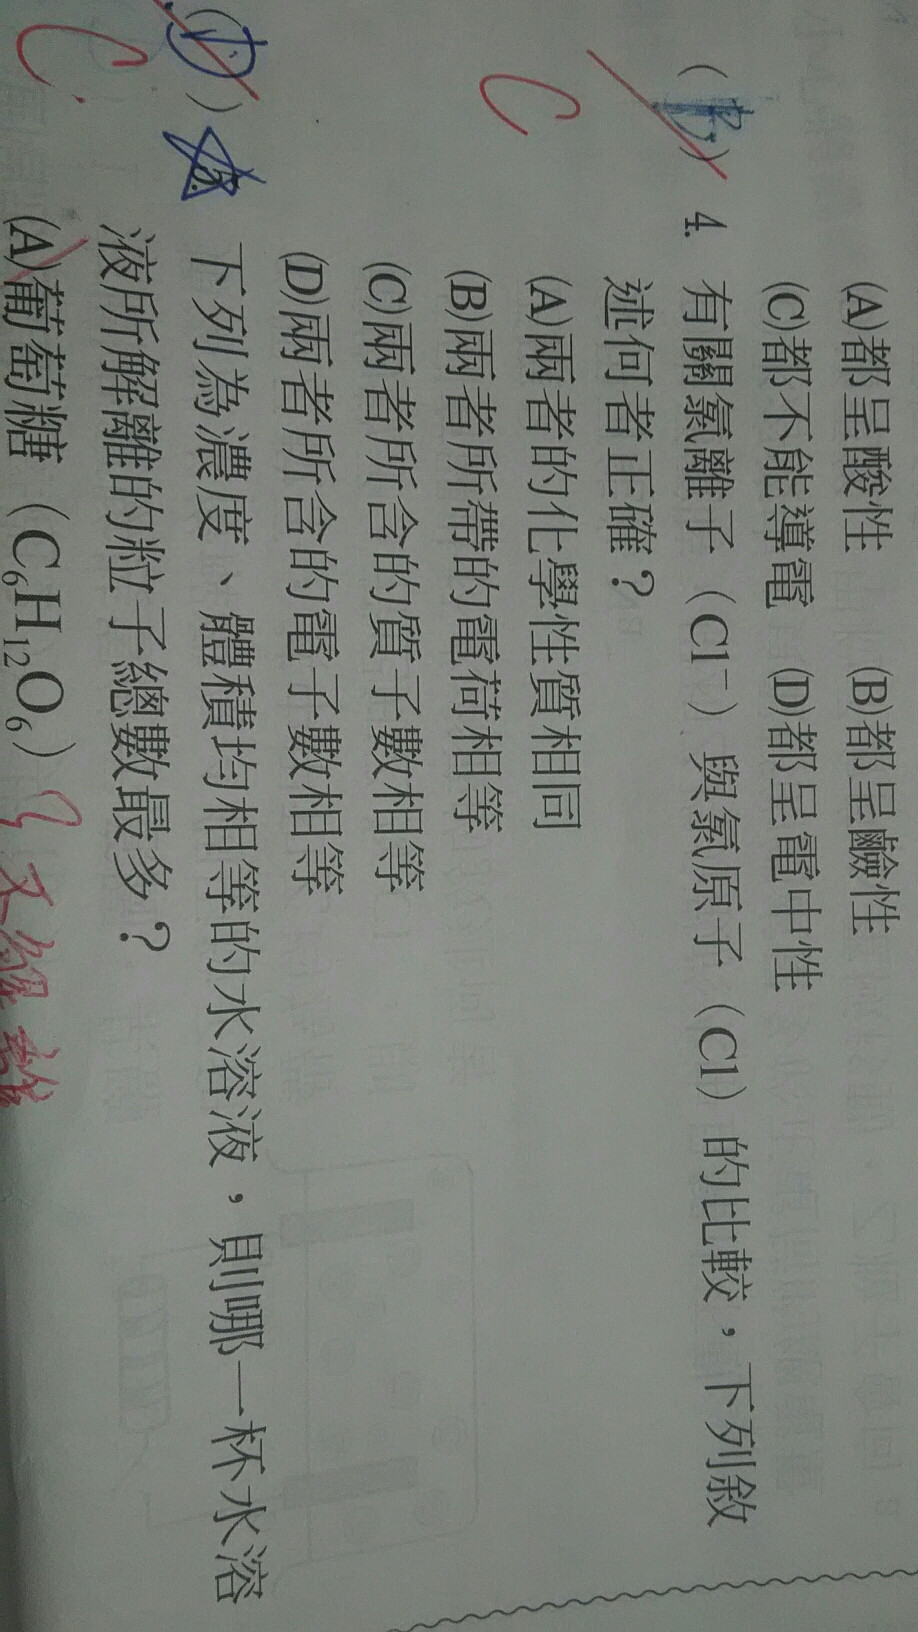 (A)都呈酸性 (B)都呈鹼性
(C)都不能導電 (D)都呈電中性
(B) 4. 有關氯離子(Cl⁻)與氯原子(Cl)的比較，下列敘
述何者正確？
C
(A)兩者的化學性質相同
(B)兩者所帶的電荷相等
(C)兩者所含的質子數相等
(D)兩者所含的電子數相等
(D) 5. 下列為濃度、體積均相等的水溶液，則哪一杯水溶
液所解離的粒子總數最多？
C
(A)葡萄糖(C₆H₁₂O₆) 不解離